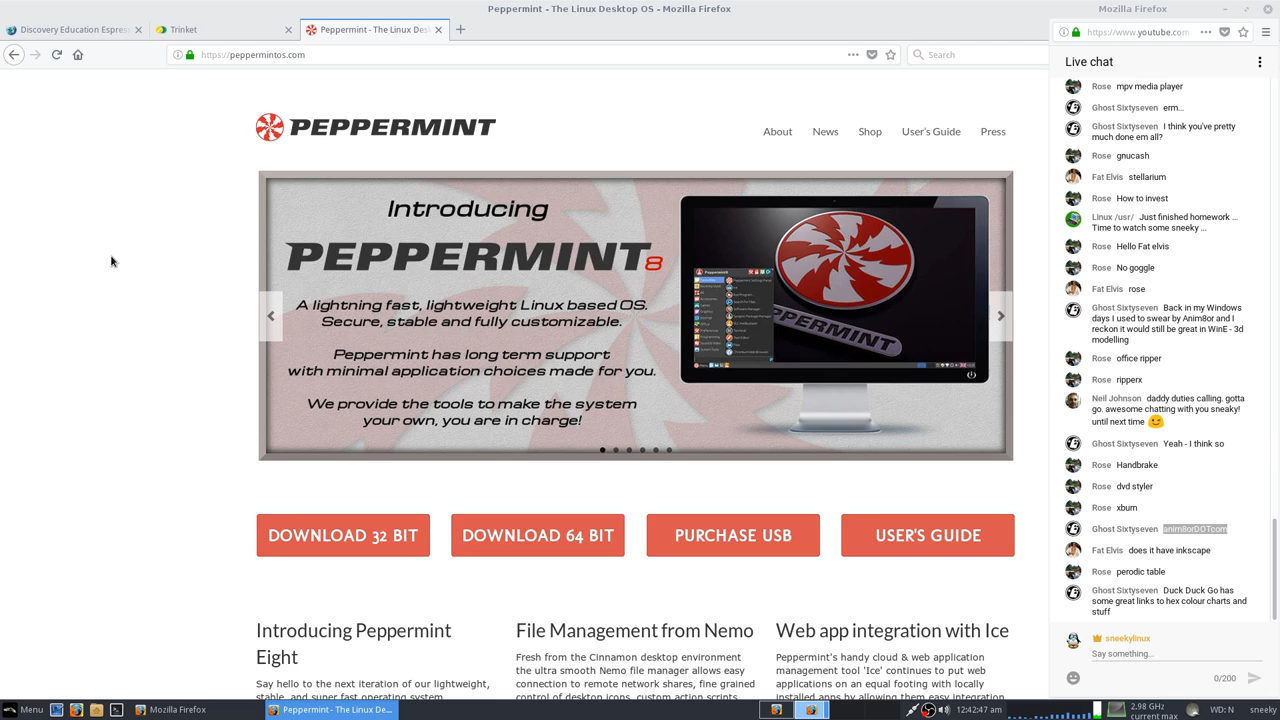 Peppermint - The Linux Desktop OS - Mozilla Firefox
Mozilla Firefox
Discovery Education Espres
Trinket
Peppermint - The Linux Des
https://peppermintos.com
Search
https://www.youtube.com
PEPPERMINT
About
News
Shop
User's Guide
Press
Introducing
PEPPERMINT8
A lightning fast, lightweight Linux based OS.
Secure, stable and fully customizable.
Peppermint has long term support
with minimal application choices made for you.
We provide the tools to make the system
your own, you are in charge!
DOWNLOAD 32 BIT
DOWNLOAD 64 BIT
PURCHASE USB
USER'S GUIDE
Introducing Peppermint
Eight
Say hello to the next iteration of our lightweight,
stable, and super fast operating system.
File Management from Nemo
Fresh from the Cinnamon desktop environment
the ultra smooth Nemo file manager allows easy
connection to remote network shares, fine grained
control of desktop icons, custom action scripts
Web app integration with Ice
Peppermint's handy cloud & web application
management tool 'Ice' continues to put web
applications on an equal footing with locally
installed apps by allowing them easy integration
Live chat
Rose mpv media player
Ghost Sixtyseven erm...
Ghost Sixtyseven I think you've pretty
much done em all?
Rose gnucash
Fat Elvis stellarium
Rose How to invest
Linux /usr/ Just finished homework ...
Time to watch some sneeky ...
Rose Hello Fat elvis
Rose No goggle
Fat Elvis rose
Ghost Sixtyseven Back in my Windows
days I used to swear by Anim8or and I
reckon it would still be great in WinE - 3d
modelling
Rose office ripper
Rose ripperx
Neil Johnson daddy duties calling. gotta
go. awesome chatting with you sneaky!
until next time
Ghost Sixtyseven Yeah - I think so
Rose Handbrake
Rose dvd styler
Rose xburn
Ghost Sixtyseven anim8orDOTcom
Fat Elvis does it have inkscape
Rose perodic table
Ghost Sixtyseven Duck Duck Go has
some great links to hex colour charts and
stuff
sneekylinux
Say something...
0/200
Menu
Mozilla Firefox
Peppermint - The Linux De...
12:42:47 am
2.98 GHz
current max
WD: N
sneeky